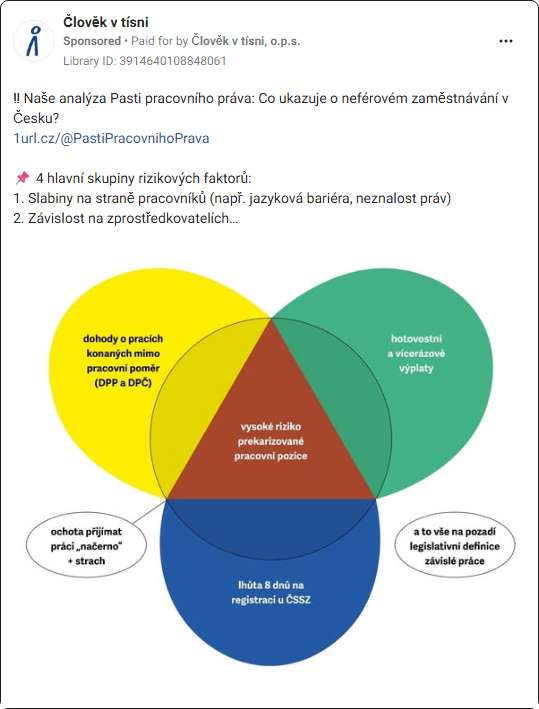 Člověk v tísni
Sponsored • Paid for by Člověk v tísni, o.p.s.
Library ID: 3914640108848061
‼ Naše analýza Pasti pracovního práva: Co ukazuje o neférovém zaměstnávání v
Česku?
1url.cz/@PastiPracovnihoPrava
📌 4 hlavní skupiny rizikových faktorů:
1. Slabiny na straně pracovníků (např. jazyková bariéra, neznalost práv)
2. Závislost na zprostředkovatelích…
dohody o pracích
konaných mimo
pracovní poměr
(DPP a DPČ)
hotovostní
a vícerázové
výplaty
vysoké riziko
prekarizované
pracovní pozice
ochota přijímat
práci „načerno"
+ strach
a to vše na pozadí
legislativní definice
závislé práce
lhůta 8 dnů na
registraci u ČSSZ